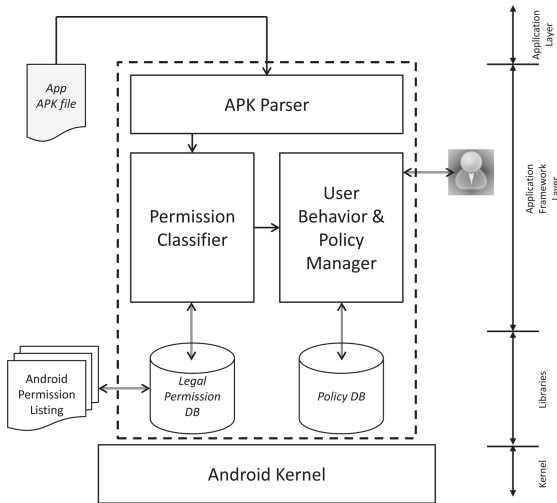 App
APK file
APK Parser
Permission
Classifier
User
Behavior &
Policy
Manager
Android
Permission
Listing
Legal
Permission
DB
Policy DB
Android Kernel
Application
Layer
Application
Framework
Layer
Libraries
Kernel